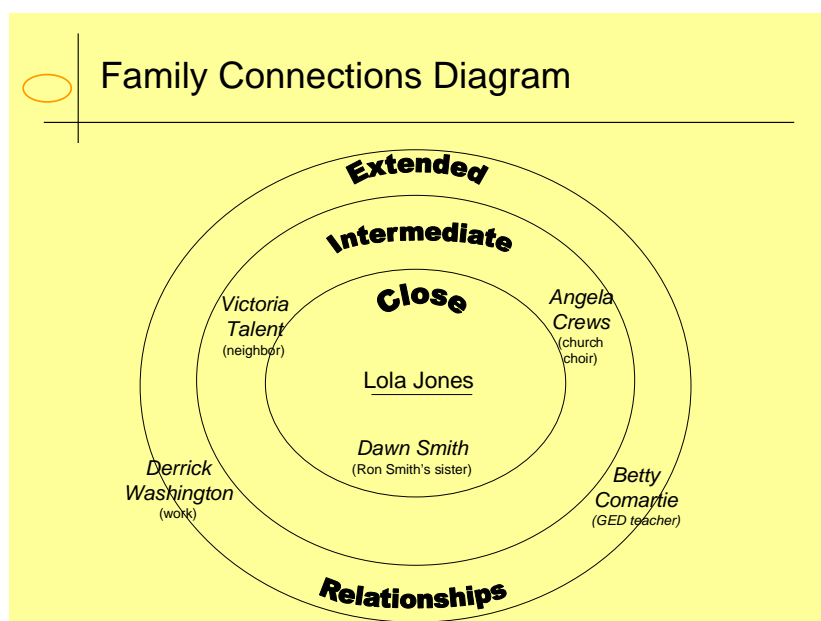 Family Connections Diagram
Extended
Intermediate
Close
Victoria
Talent
(neighbor)
Angela
Crews
(church
choir)
Lola Jones
Dawn Smith
(Ron Smith's sister)
Derrick
Washington
(work)
Betty
Comartie
(GED teacher)
Relationships